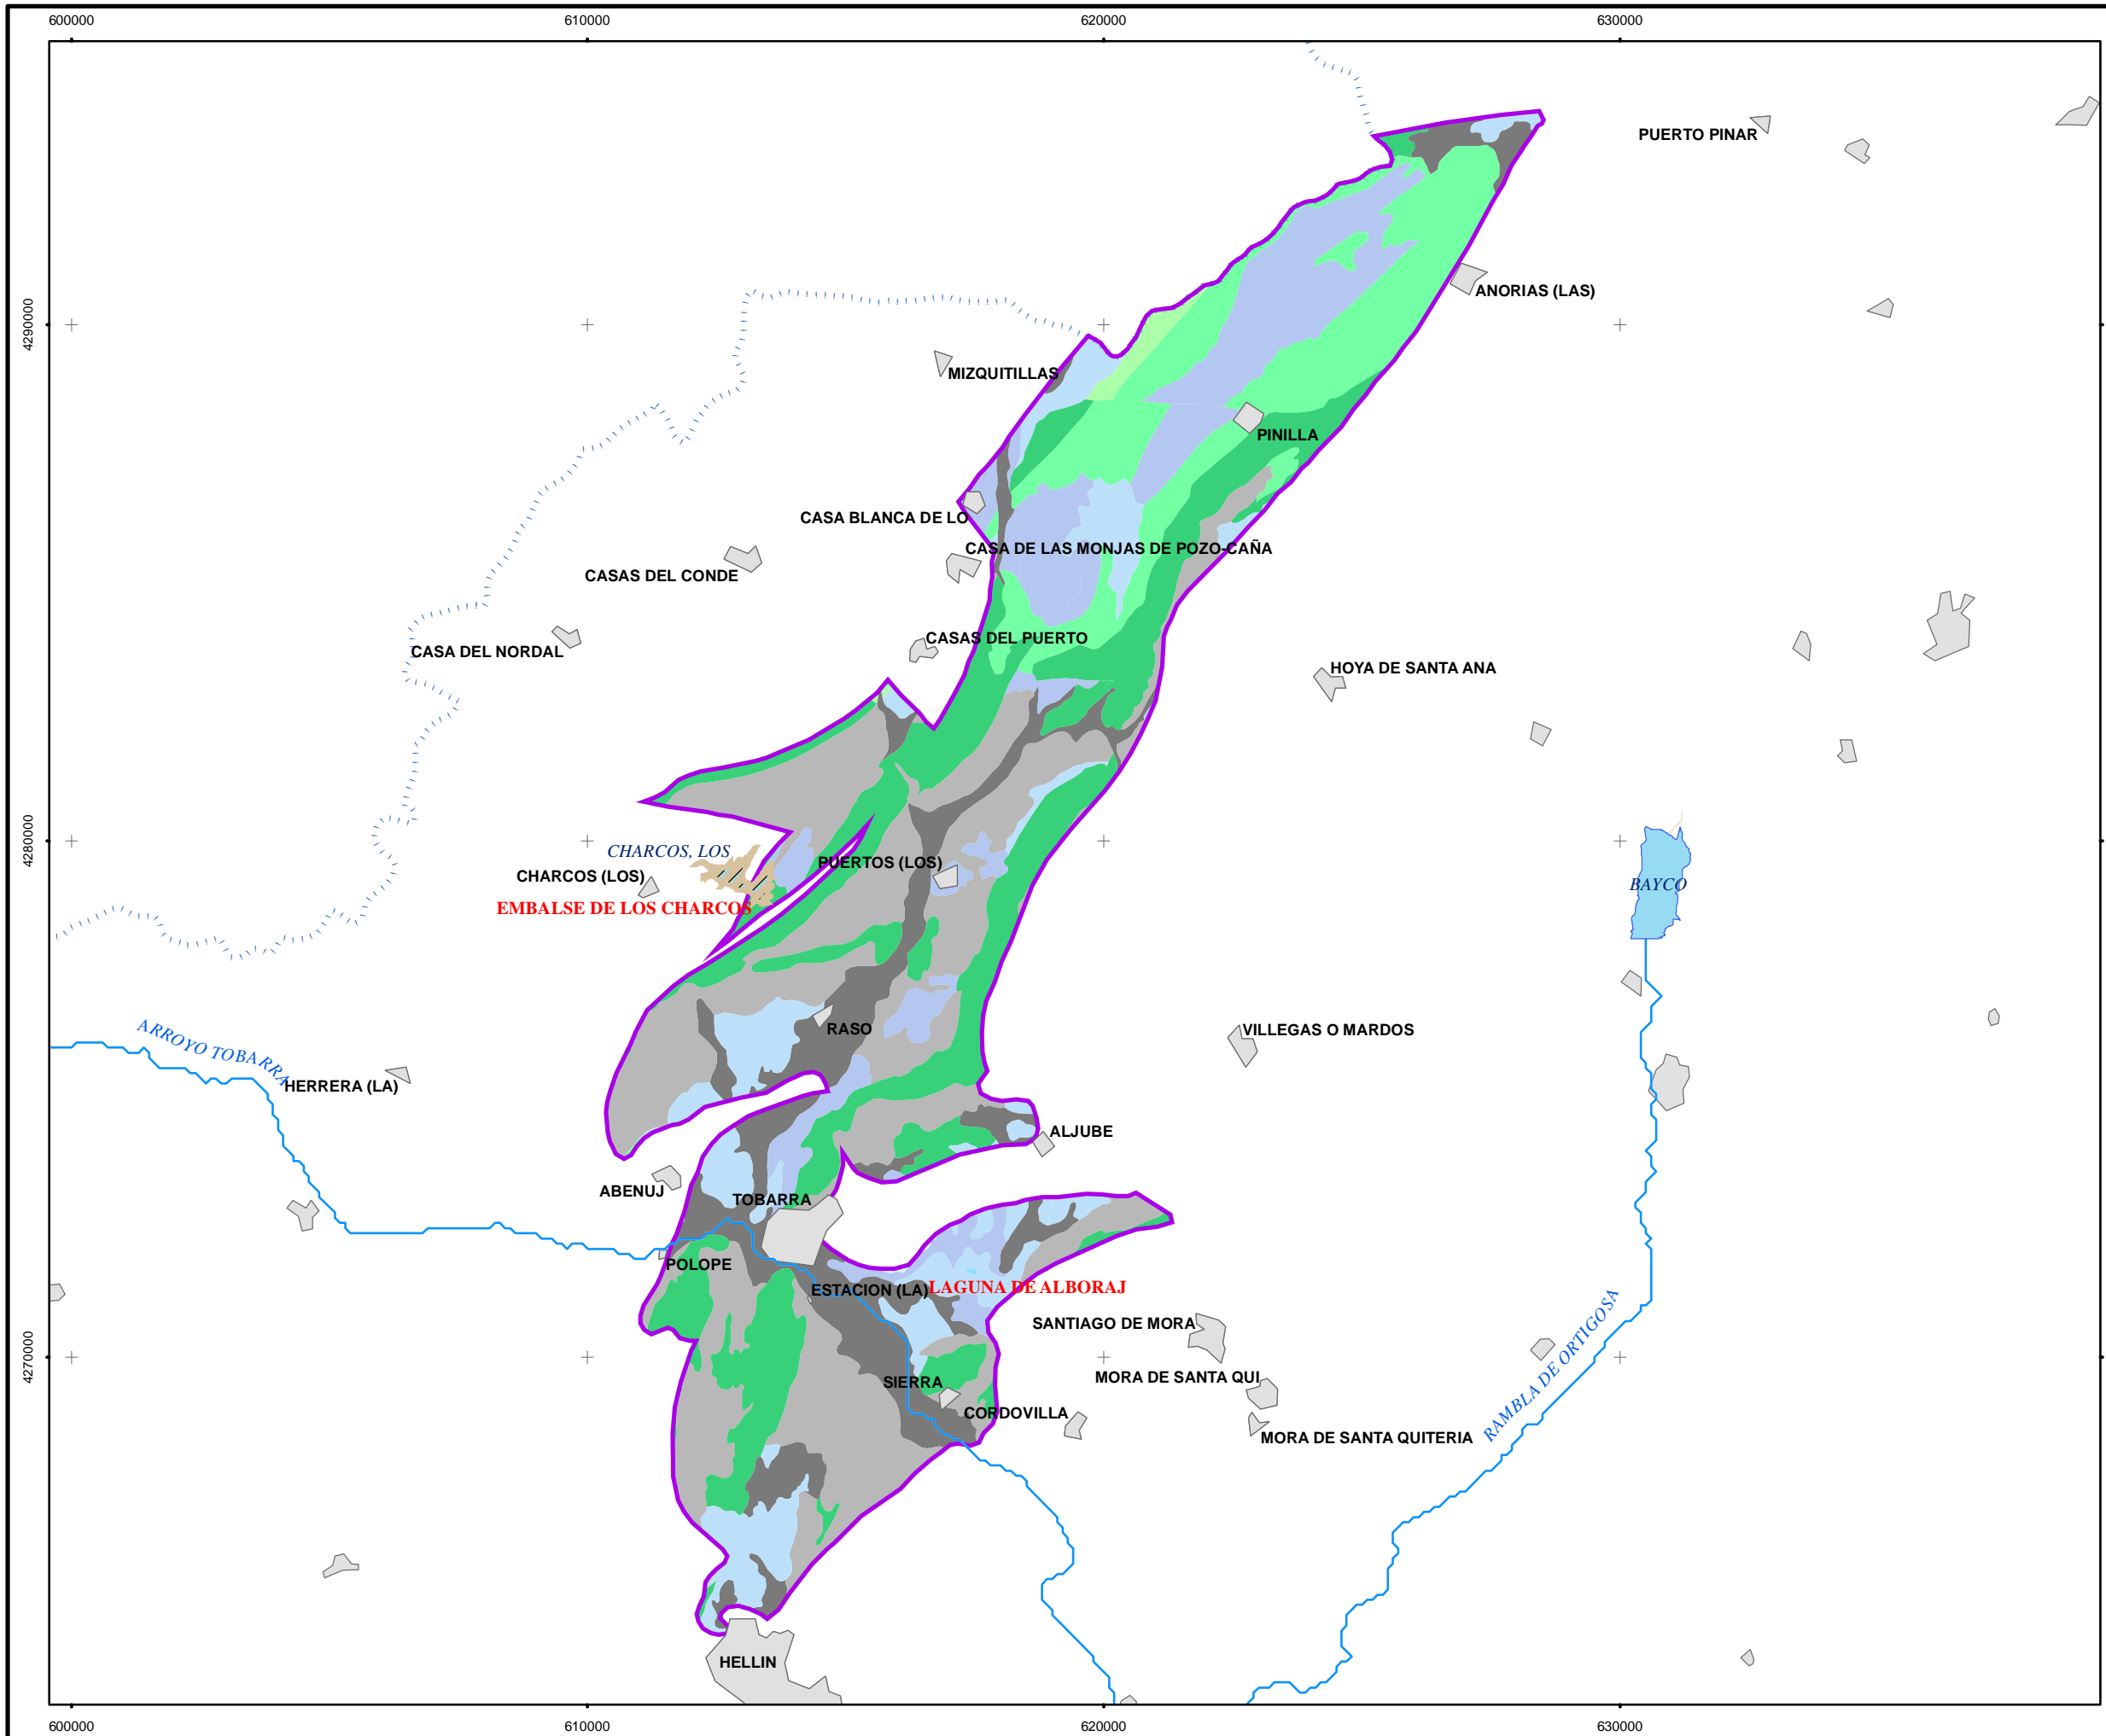 600000
610000
620000
630000
PUERTO PINAR
4290000
ANORIAS (LAS)
MIZQUITILLAS
PINILLA
CASA BLANCA DE LO
CASA DE LAS MONJAS DE POZO-CAÑA
CASAS DEL CONDE
CASAS DEL PUERTO
CASA DEL NORDAL
HOYA DE SANTA ANA
4280000
CHARCOS, LOS
PUERTOS (LOS)
CHARCOS (LOS)
BAYCO
EMBALSE DE LOS CHARCOS
RASO
VILLEGAS O MARDOS
ARROYO TOBARRA
HERRERA (LA)
ALJUBE
ABENUJ
TOBARRA
POLOPE
ESTACION (LA)
LAGUNA DE ALBORAJ
SANTIAGO DE MORA
4270000
RAMBLA DE ORTIGOSA
MORA DE SANTA QUI
SIERRA
CORDOVILLA
MORA DE SANTA QUITERIA
HELLIN
600000
610000
620000
630000